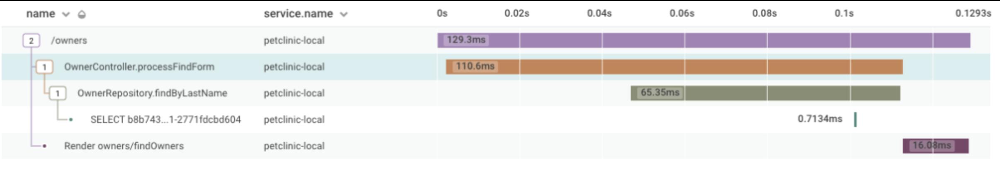 name service.name 0s 0.02s 0.04s 0.06s 0.08s 0.1s 0.1293s
2 /owners petclinic-local 129.3ms
1 OwnerController.processFindForm petclinic-local 110.6ms
1 OwnerRepository.findByLastName petclinic-local 65.35ms
SELECT b8b743...1-2771fdcbd604 petclinic-local 0.7134ms
Render owners/findOwners petclinic-local 16.08ms